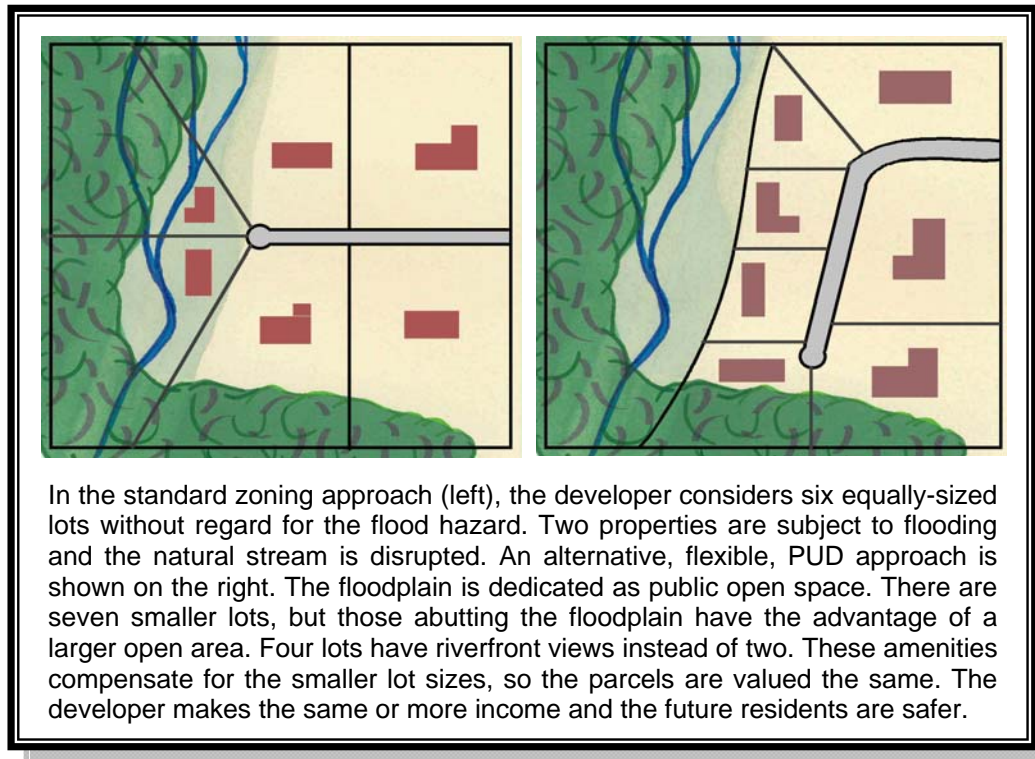 In the standard zoning approach (left), the developer considers six equally-sized
lots without regard for the flood hazard. Two properties are subject to flooding
and the natural stream is disrupted. An alternative, flexible, PUD approach is
shown on the right. The floodplain is dedicated as public open space. There are
seven smaller lots, but those abutting the floodplain have the advantage of a
larger open area. Four lots have riverfront views instead of two. These amenities
compensate for the smaller lot sizes, so the parcels are valued the same. The
developer makes the same or more income and the future residents are safer.